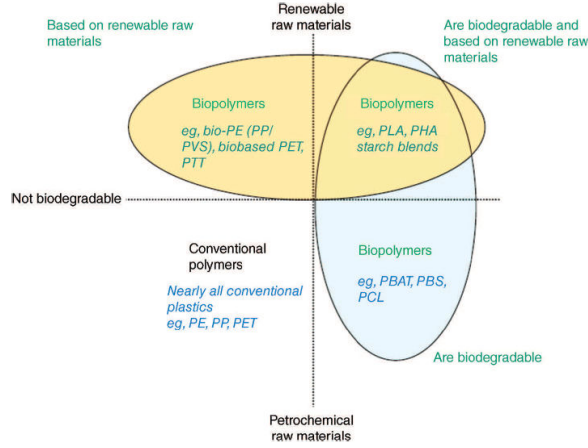 Renewable
raw materials
Based on renewable raw
materials
Are biodegradable and
based on renewable raw
materials
Biopolymers
eg, bio-PE (PP/
PVS), biobased PET,
PTT
Biopolymers
eg, PLA, PHA
starch blends
Not biodegradable
Conventional
polymers
Nearly all conventional
plastics
eg, PE, PP, PET
Biopolymers
eg, PBAT, PBS,
PCL
Are biodegradable
Petrochemical
raw materials